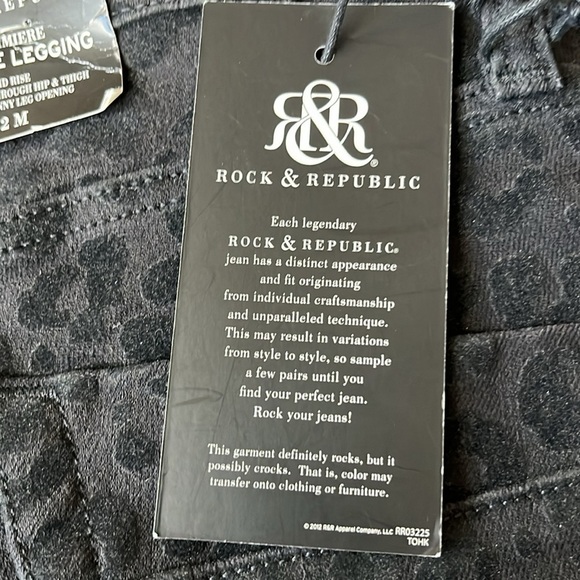 LEGGING
RISE
ROUGH HIP & THIGH
NNY LEG OPENING
2 M
R&R®
ROCK & REPUBLIC
Each legendary
ROCK & REPUBLIC®
jean has a distinct appearance
and fit originating
from individual craftsmanship
and unparalleled technique.
This may result in variations
from style to style, so sample
a few pairs until you
find your perfect jean.
Rock your jeans!
This garment definitely rocks, but it
possibly crocks. That is, color may
transfer onto clothing or furniture.
© 2012 R&R Apparel Company, LLC RR03225
TOHK